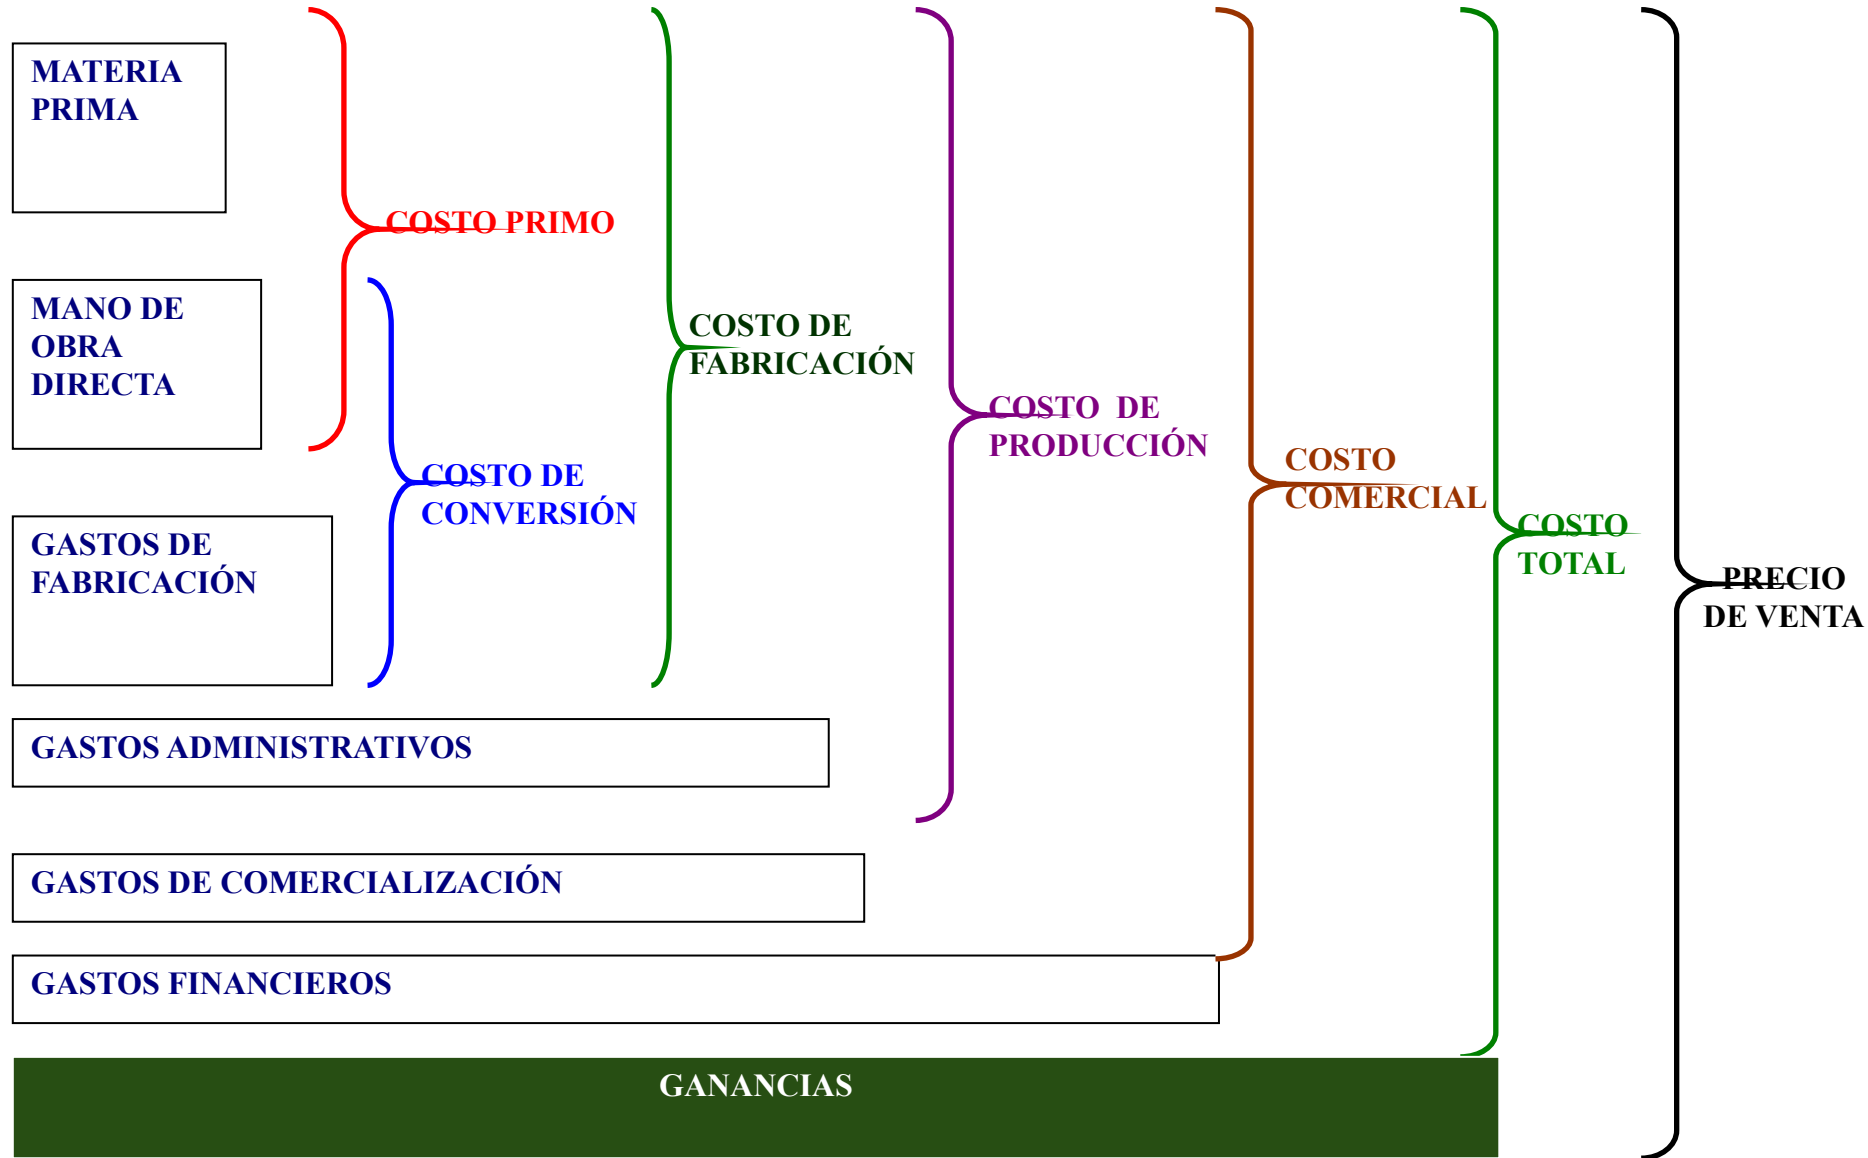 MATERIA
PRIMA
COSTO PRIMO
MANO DE
OBRA
DIRECTA
COSTO DE
CONVERSIÓN
GASTOS DE
FABRICACIÓN
COSTO DE
FABRICACIÓN
COSTO DE
PRODUCCIÓN
COSTO
COMERCIAL
COSTO
TOTAL
PRECIO
DE VENTA
GASTOS ADMINISTRATIVOS
GASTOS DE COMERCIALIZACIÓN
GASTOS FINANCIEROS
GANANCIAS